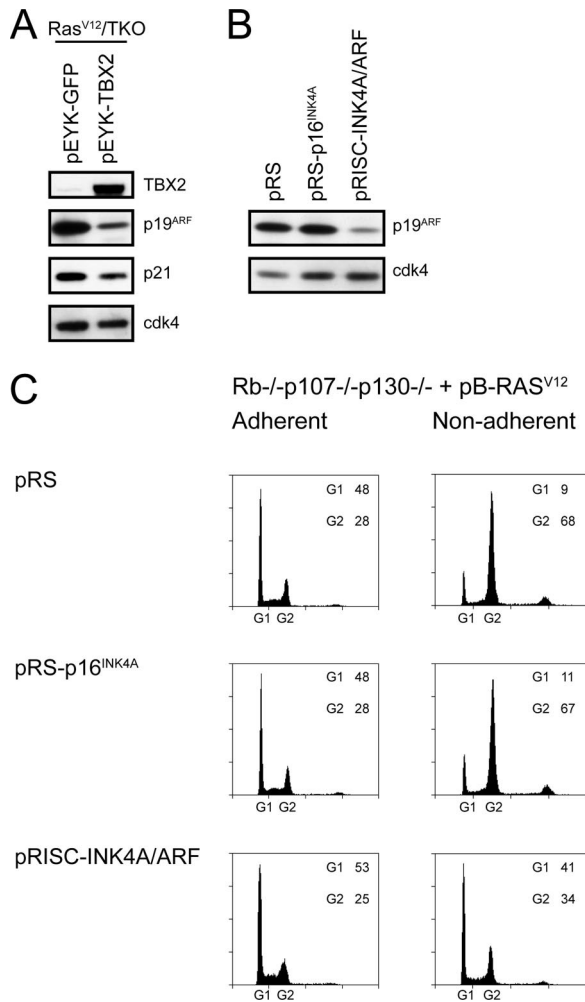 A
Ras^V12/TKO
pEYK-GFP
pEYK-TBX2
TBX2
p19^ARF
p21
cdk4
B
pRS
pRS-p16^INK4A
pRISC-INK4A/ARF
p19^ARF
cdk4
C
Rb-/-p107-/-p130-/- + pB-RAS^V12
Adherent
Non-adherent
pRS
G1 48
G2 28
G1 G2
G1 9
G2 68
G1 G2
pRS-p16^INK4A
G1 48
G2 28
G1 G2
G1 11
G2 67
G1 G2
pRISC-INK4A/ARF
G1 53
G2 25
G1 G2
G1 41
G2 34
G1 G2